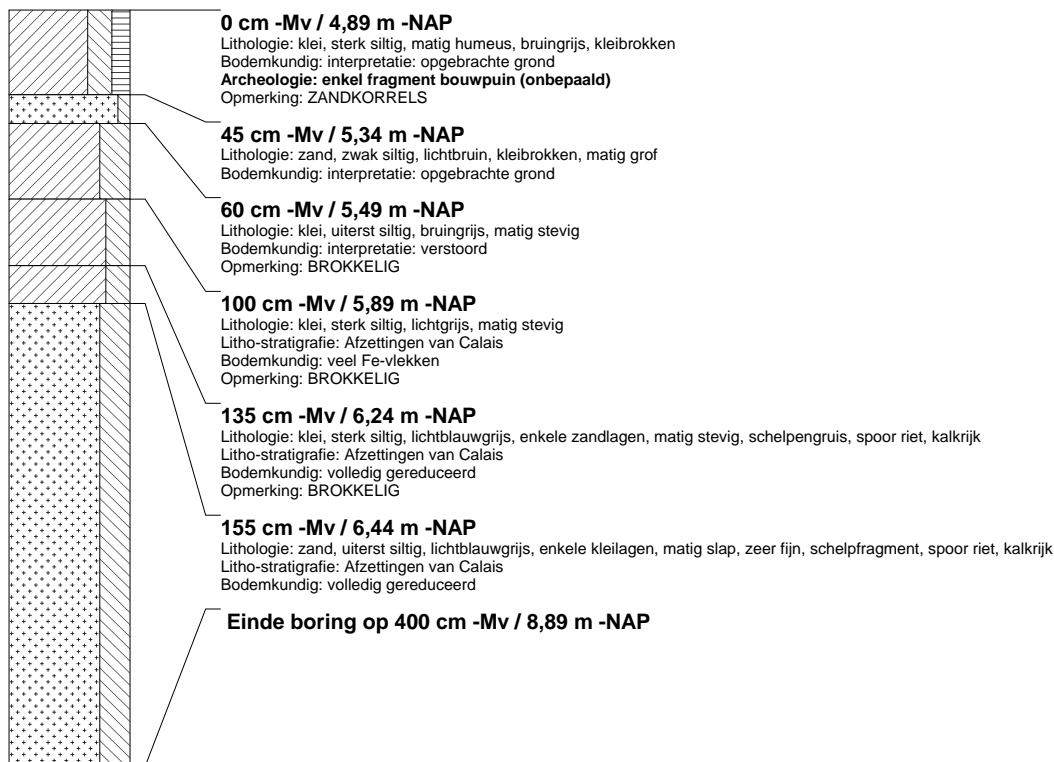 0 cm -Mv / 4,89 m -NAP
Lithologie: klei, sterk siltig, matig humeus, bruingrijs, kleibrokken
Bodemkundig: interpretatie: opgebrachte grond
Archeologie: enkel fragment bouwpuin (onbepaald)
Opmerking: ZANDKORRELS
45 cm -Mv / 5,34 m -NAP
Lithologie: zand, zwak siltig, lichtbruin, kleibrokken, matig grof
Bodemkundig: interpretatie: opgebrachte grond
60 cm -Mv / 5,49 m -NAP
Lithologie: klei, uiterst siltig, bruingrijs, matig stevig
Bodemkundig: interpretatie: verstoord
Opmerking: BROKKELIG
100 cm -Mv / 5,89 m -NAP
Lithologie: klei, sterk siltig, lichtgrijs, matig stevig
Litho-stratigrafie: Afzettingen van Calais
Bodemkundig: veel Fe-vlekken
Opmerking: BROKKELIG
135 cm -Mv / 6,24 m -NAP
Lithologie: klei, sterk siltig, lichtblauwgrijs, enkele zandlagen, matig stevig, schelpengruis, spoor riet, kalkrijk
Litho-stratigrafie: Afzettingen van Calais
Bodemkundig: volledig gereduceerd
Opmerking: BROKKELIG
155 cm -Mv / 6,44 m -NAP
Lithologie: zand, uiterst siltig, lichtblauwgrijs, enkele kleilagen, matig slap, zeer fijn, schelpfragment, spoor riet, kalkrijk
Litho-stratigrafie: Afzettingen van Calais
Bodemkundig: volledig gereduceerd
Einde boring op 400 cm -Mv / 8,89 m -NAP